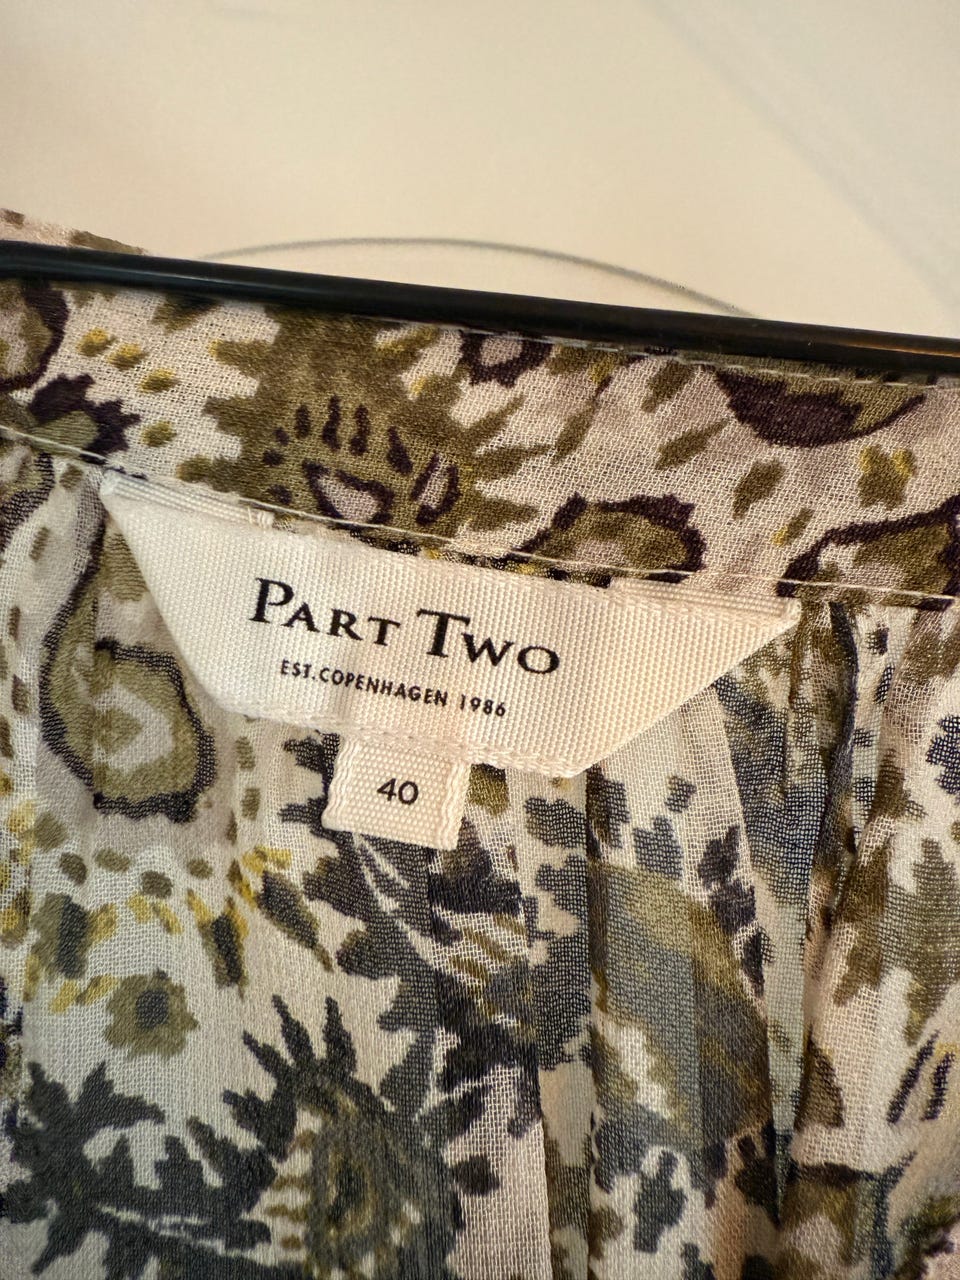 PART TWO
EST. COPENHAGEN 1986
40